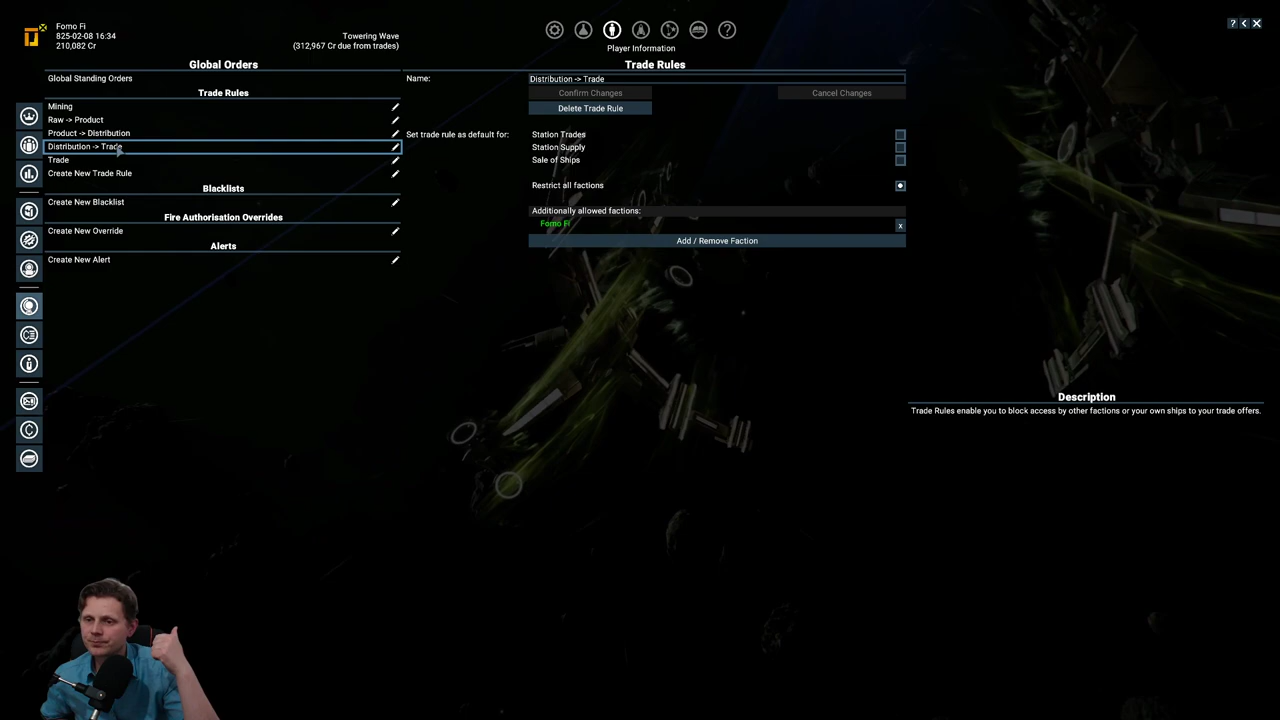 Fomo Fi
825-02-08 16:34
210,082 Cr
Towering Wave
(312,967 Cr due from trades)
Player Information
Global Orders
Global Standing Orders
Trade Rules
Mining
Raw -> Product
Product -> Distribution
Distribution -> Trade
Trade
Create New Trade Rule
Blacklists
Create New Blacklist
Fire Authorisation Overrides
Create New Override
Alerts
Create New Alert
Trade Rules
Name:
Distribution -> Trade
Confirm Changes
Cancel Changes
Delete Trade Rule
Set trade rule as default for:
Station Trades
Station Supply
Sale of Ships
Restrict all factions
Additionally allowed factions:
Fomo Fi
x
Add / Remove Faction
Description
Trade Rules enable you to block access by other factions or your own ships to your trade offers.